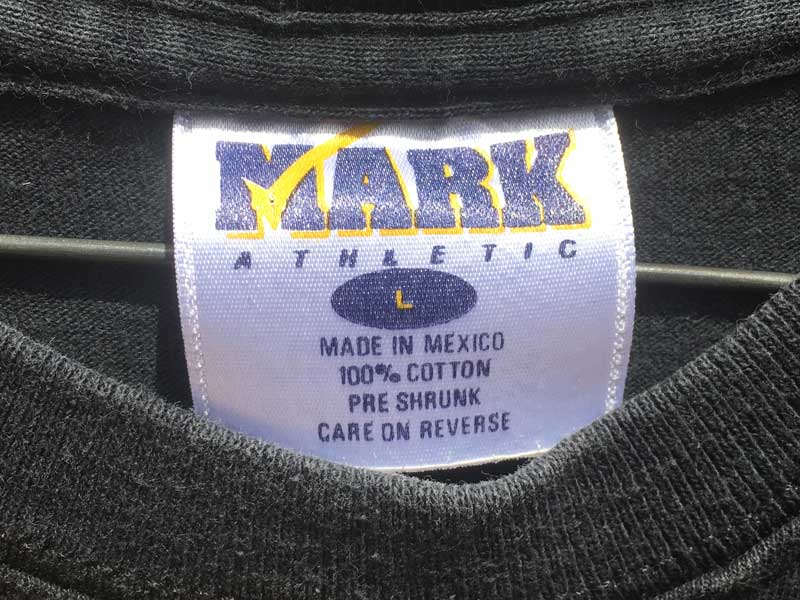 MARK
ATHLETIC
L
MADE IN MEXICO
100% COTTON
PRE SHRUNK
CARE ON REVERSE